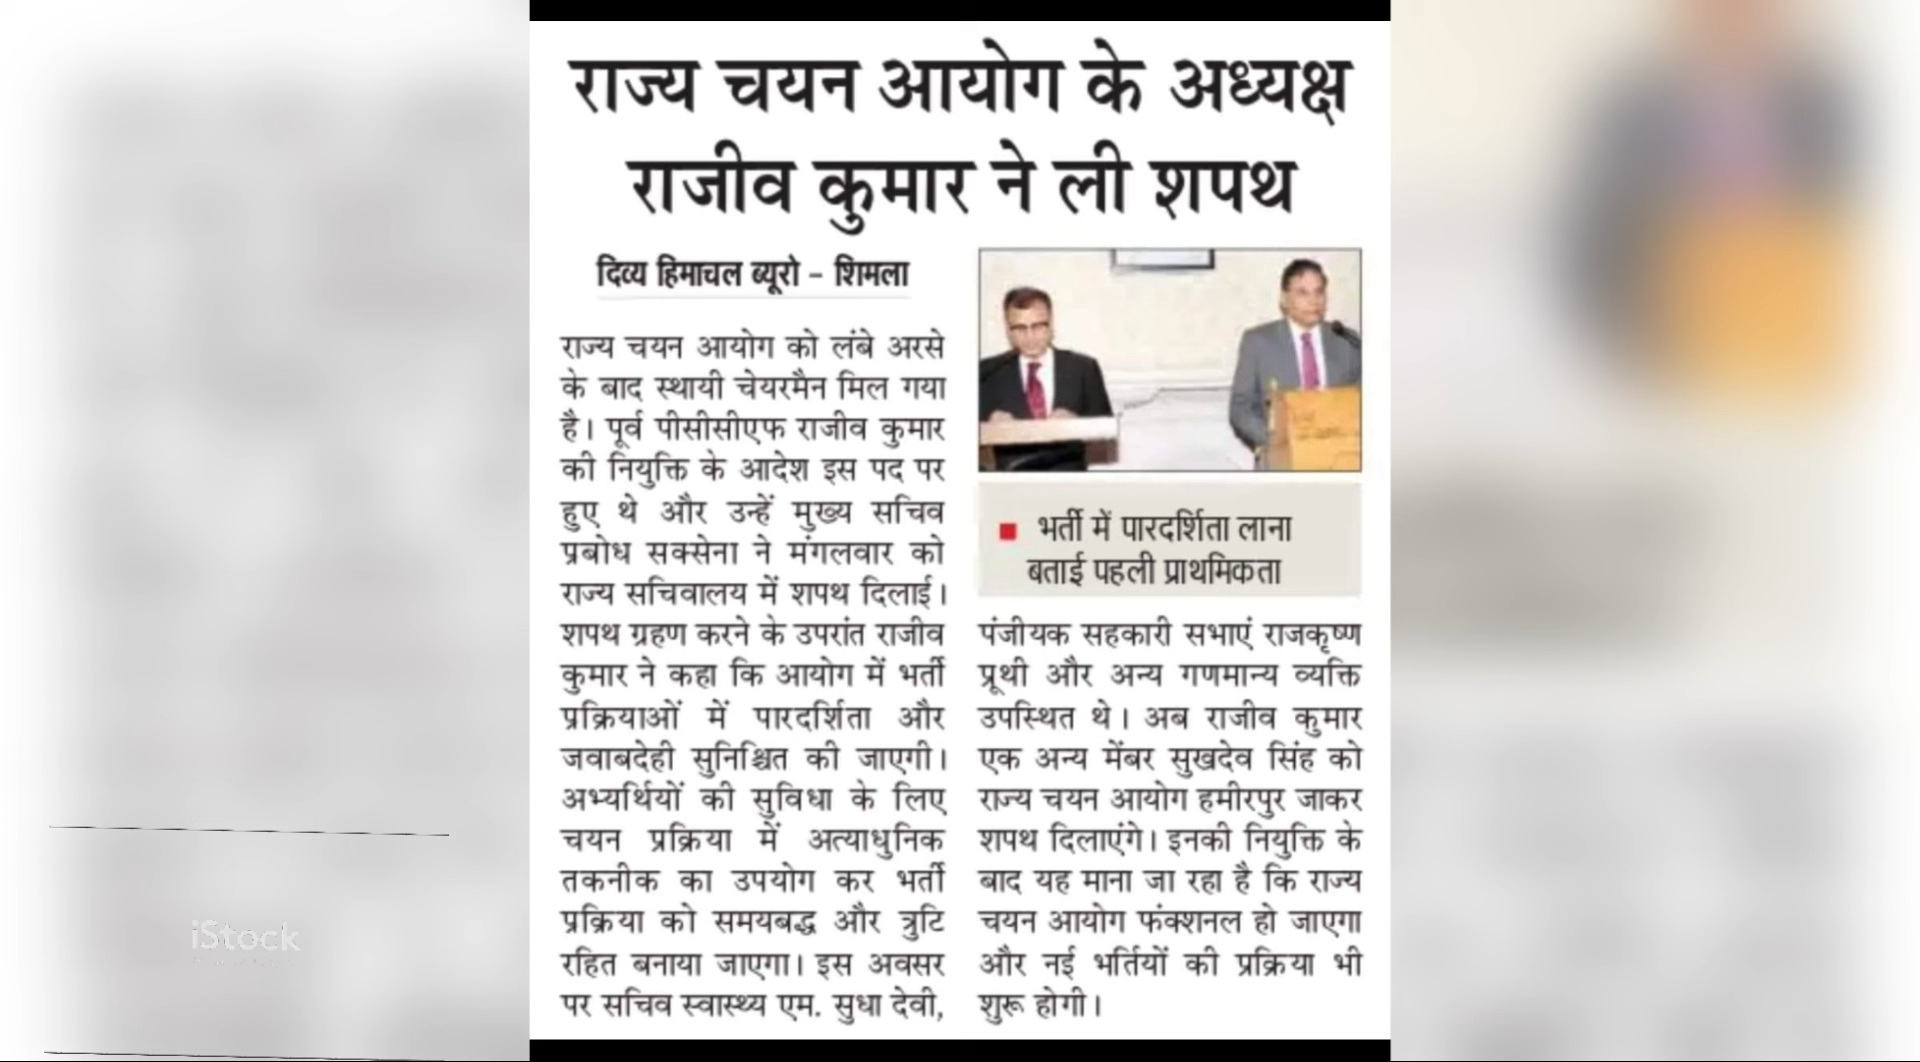 राज्य चयन आयोग के अध्यक्ष
राजीव कुमार ने ली शपथ
दिव्य हिमाचल ब्यूरो - शिमला
राज्य चयन आयोग को लंबे अरसे
के बाद स्थायी चेयरमैन मिल गया
है। पूर्व पीसीसीएफ राजीव कुमार
की नियुक्ति के आदेश इस पद पर
हुए थे और उन्हें मुख्य सचिव
प्रबोध सक्सेना ने मंगलवार को
राज्य सचिवालय में शपथ दिलाई।
शपथ ग्रहण करने के उपरांत राजीव
कुमार ने कहा कि आयोग में भर्ती
प्रक्रियाओं में पारदर्शिता और
जवाबदेही सुनिश्चित की जाएगी।
अभ्यर्थियों की सुविधा के लिए
चयन प्रक्रिया में अत्याधुनिक
तकनीक का उपयोग कर भर्ती
प्रक्रिया को समयबद्ध और त्रुटि
रहित बनाया जाएगा। इस अवसर
पर सचिव स्वास्थ्य एम. सुधा देवी,
भर्ती में पारदर्शिता लाना
बताई पहली प्राथमिकता
पंजीयक सहकारी सभाएं राजकृष्ण
प्रूथी और अन्य गणमान्य व्यक्ति
उपस्थित थे। अब राजीव कुमार
एक अन्य मेंबर सुखदेव सिंह को
राज्य चयन आयोग हमीरपुर जाकर
शपथ दिलाएंगे। इनकी नियुक्ति के
बाद यह माना जा रहा है कि राज्य
चयन आयोग फंक्शनल हो जाएगा
और नई भर्तियों की प्रक्रिया भी
शुरू होगी।
iStock